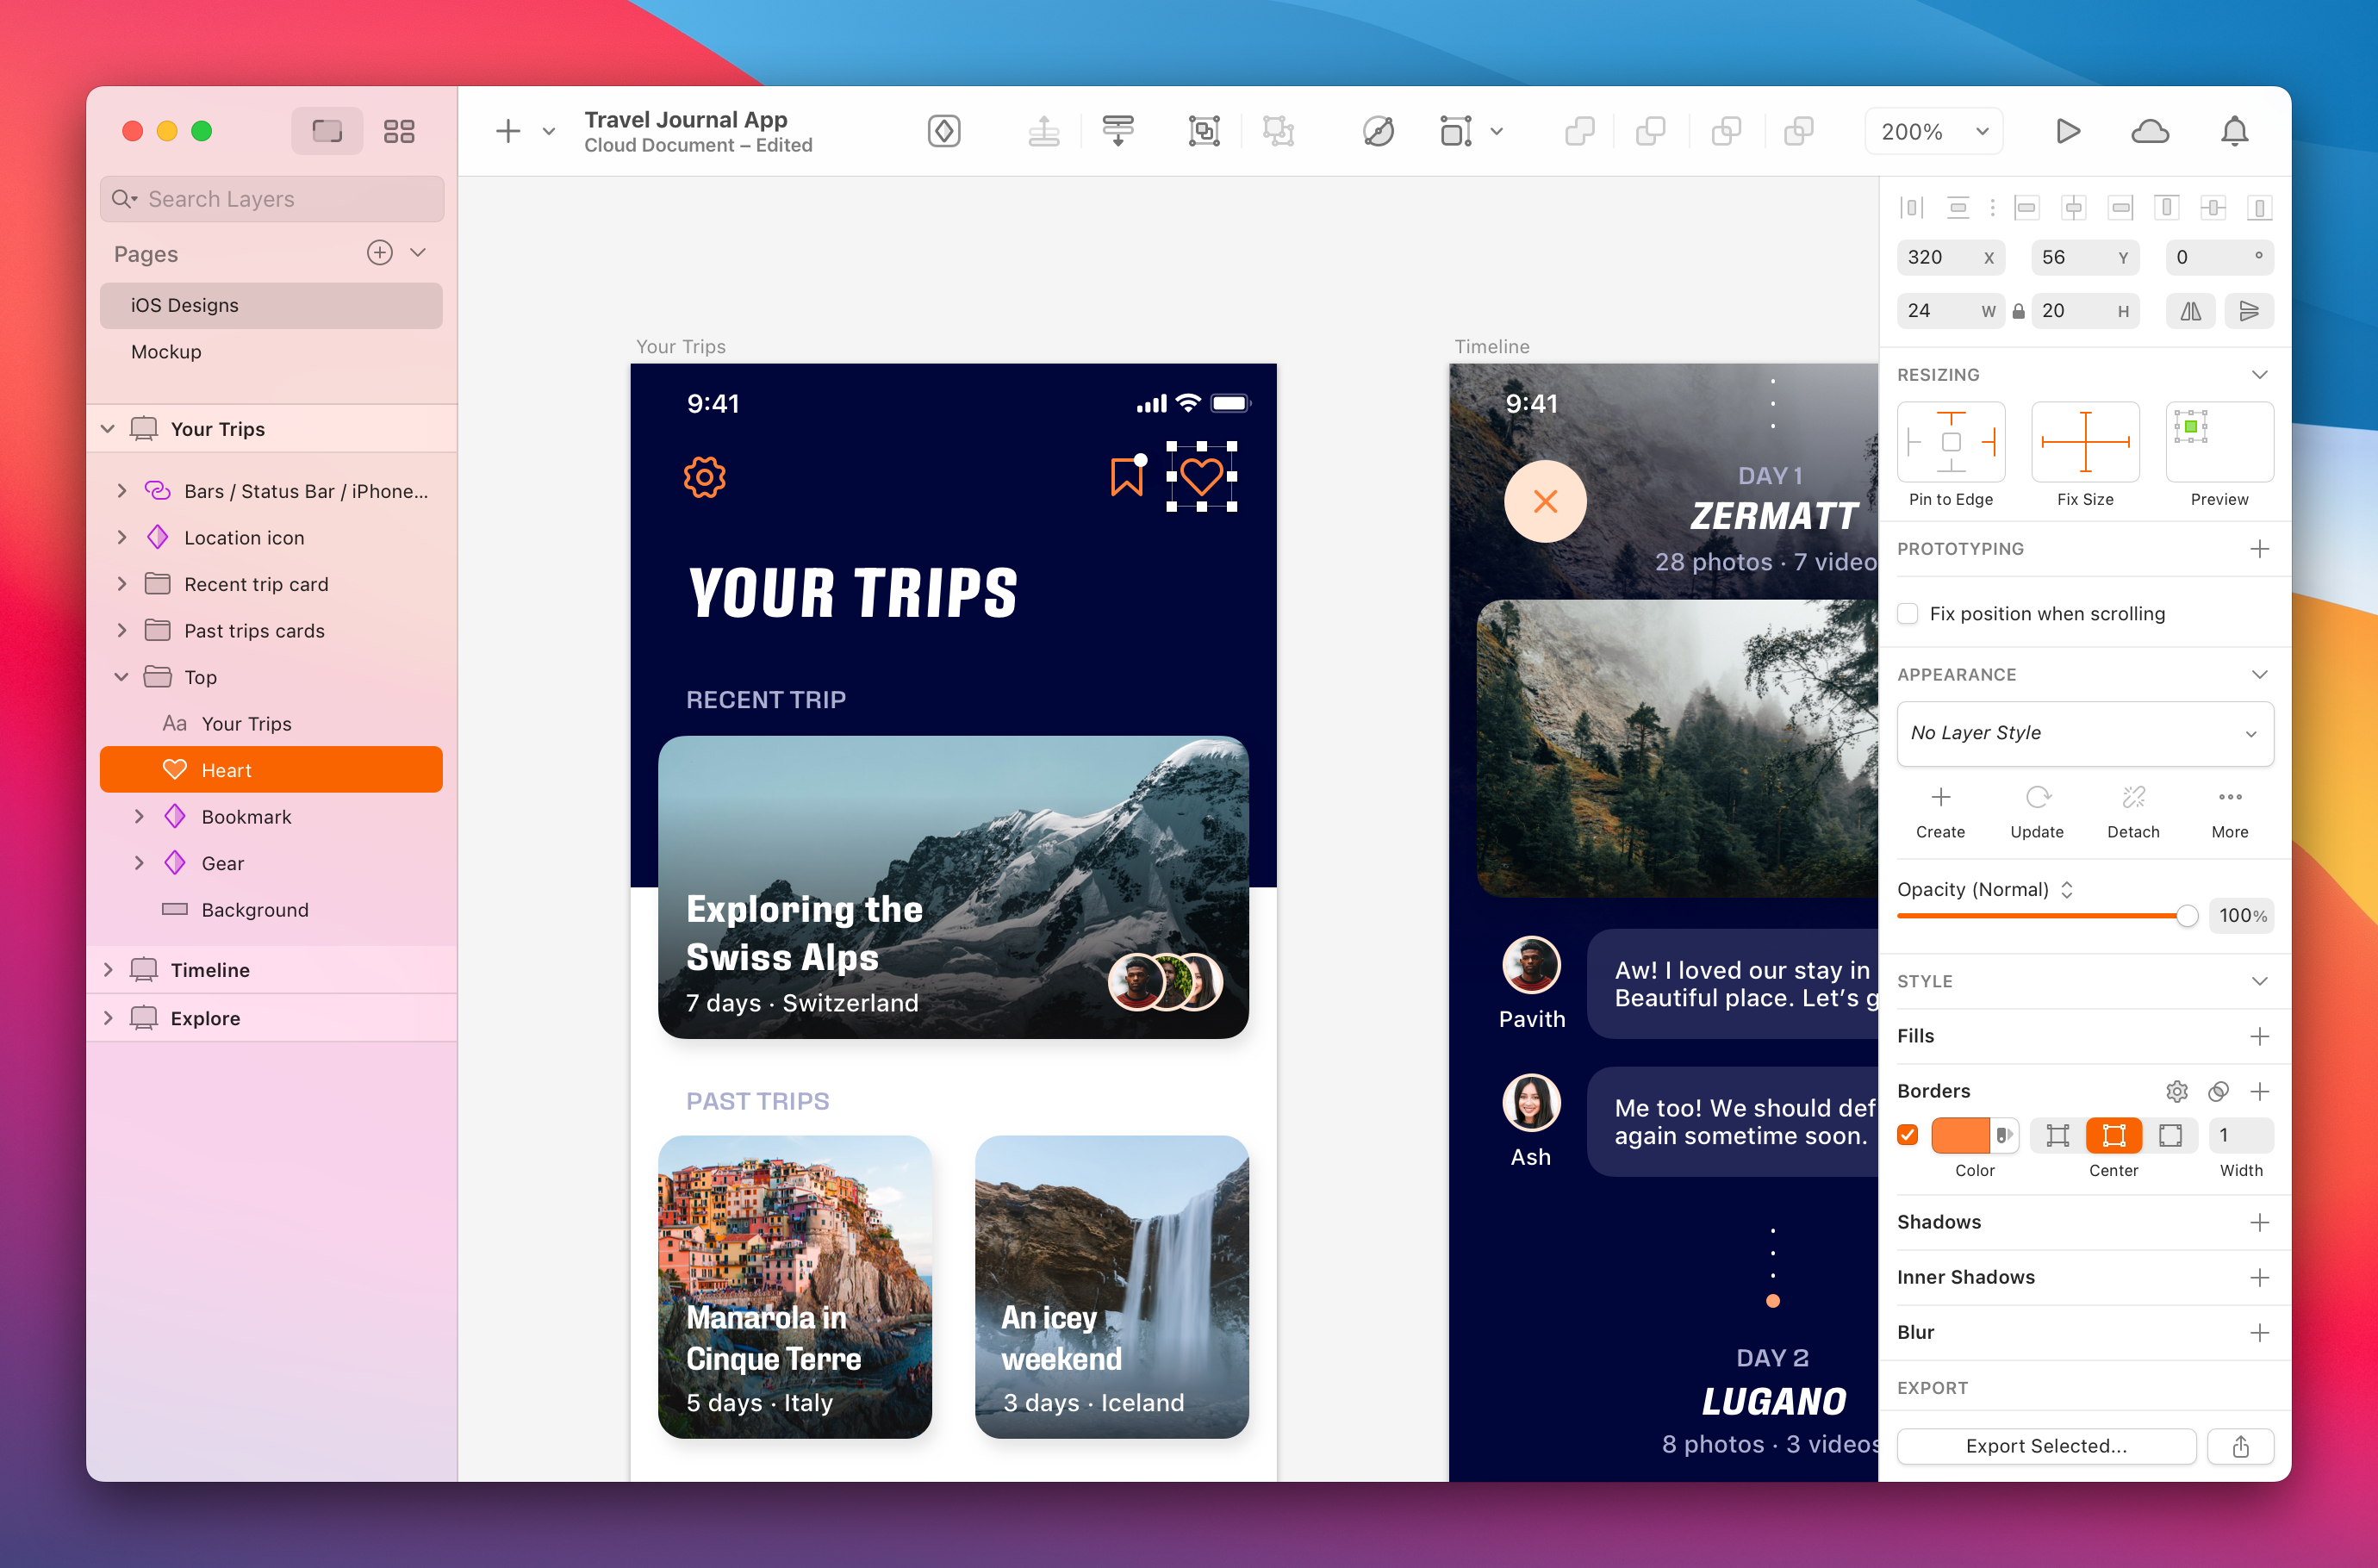 Travel Journal App
Cloud Document – Edited
200%
Search Layers
Pages
iOS Designs
Mockup
Your Trips
Bars / Status Bar / iPhone...
Location icon
Recent trip card
Past trips cards
Top
Aa Your Trips
Heart
Bookmark
Gear
Background
Timeline
Explore
Your Trips
9:41
YOUR TRIPS
RECENT TRIP
Exploring the
Swiss Alps
7 days · Switzerland
PAST TRIPS
Manarola in
Cinque Terre
5 days · Italy
An icey
weekend
3 days · Iceland
Timeline
9:41
DAY 1
ZERMATT
28 photos · 7 video
Aw! I loved our stay in
Beautiful place. Let’s g
Pavith
Me too! We should def
again sometime soon.
Ash
DAY 2
LUGANO
8 photos · 3 videos
320 X 56 Y 0 °
24 W 20 H
RESIZING
Pin to Edge Fix Size Preview
PROTOTYPING
Fix position when scrolling
APPEARANCE
No Layer Style
Create Update Detach More
Opacity (Normal)
100%
STYLE
Fills
Borders
1
Color Center Width
Shadows
Inner Shadows
Blur
EXPORT
Export Selected...